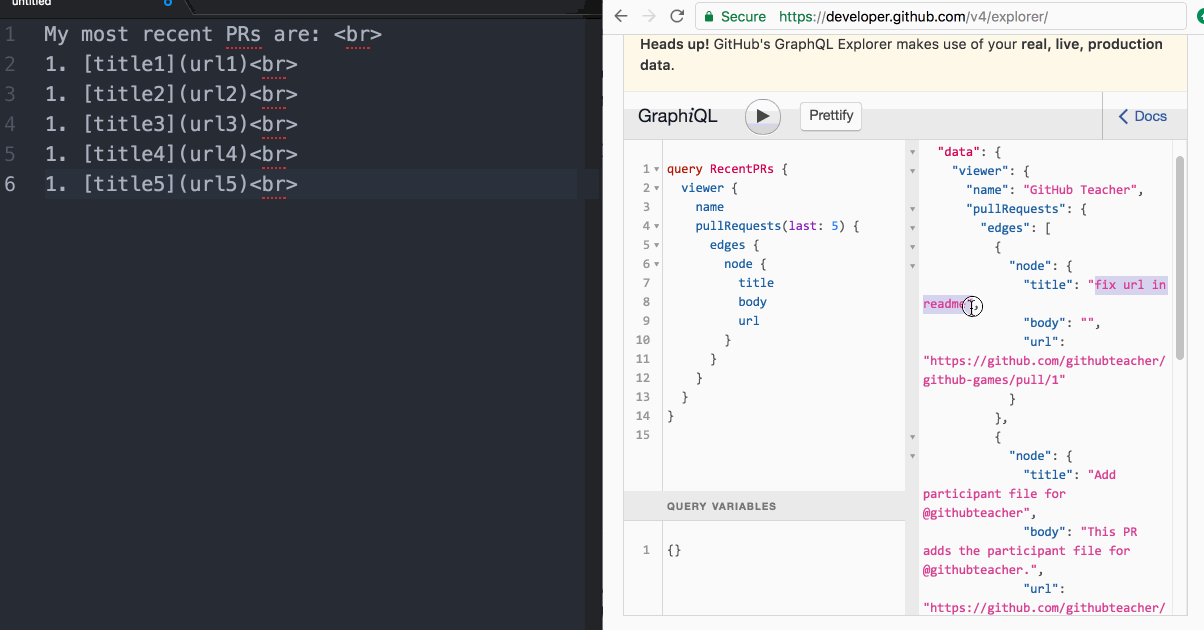 untitled
1 My most recent PRs are: <br>
2 1. [title1](url1)<br>
3 1. [title2](url2)<br>
4 1. [title3](url3)<br>
5 1. [title4](url4)<br>
6 1. [title5](url5)<br>
Secure https://developer.github.com/v4/explorer/
Heads up! GitHub's GraphQL Explorer makes use of your real, live, production
data.
GraphiQL
Prettify
Docs
1 query RecentPRs {
2 viewer {
3 name
4 pullRequests(last: 5) {
5 edges {
6 node {
7 title
8 body
9 url
10 }
11 }
12 }
13 }
14 }
15
QUERY VARIABLES
1 {}
"data": {
"viewer": {
"name": "GitHub Teacher",
"pullRequests": {
"edges": [
{
"node": {
"title": "fix url in
readme",
"body": "",
"url":
"https://github.com/githubteacher/
github-games/pull/1"
}
},
{
"node": {
"title": "Add
participant file for
@githubteacher",
"body": "This PR
adds the participant file for
@githubteacher.",
"url":
"https://github.com/githubteacher/